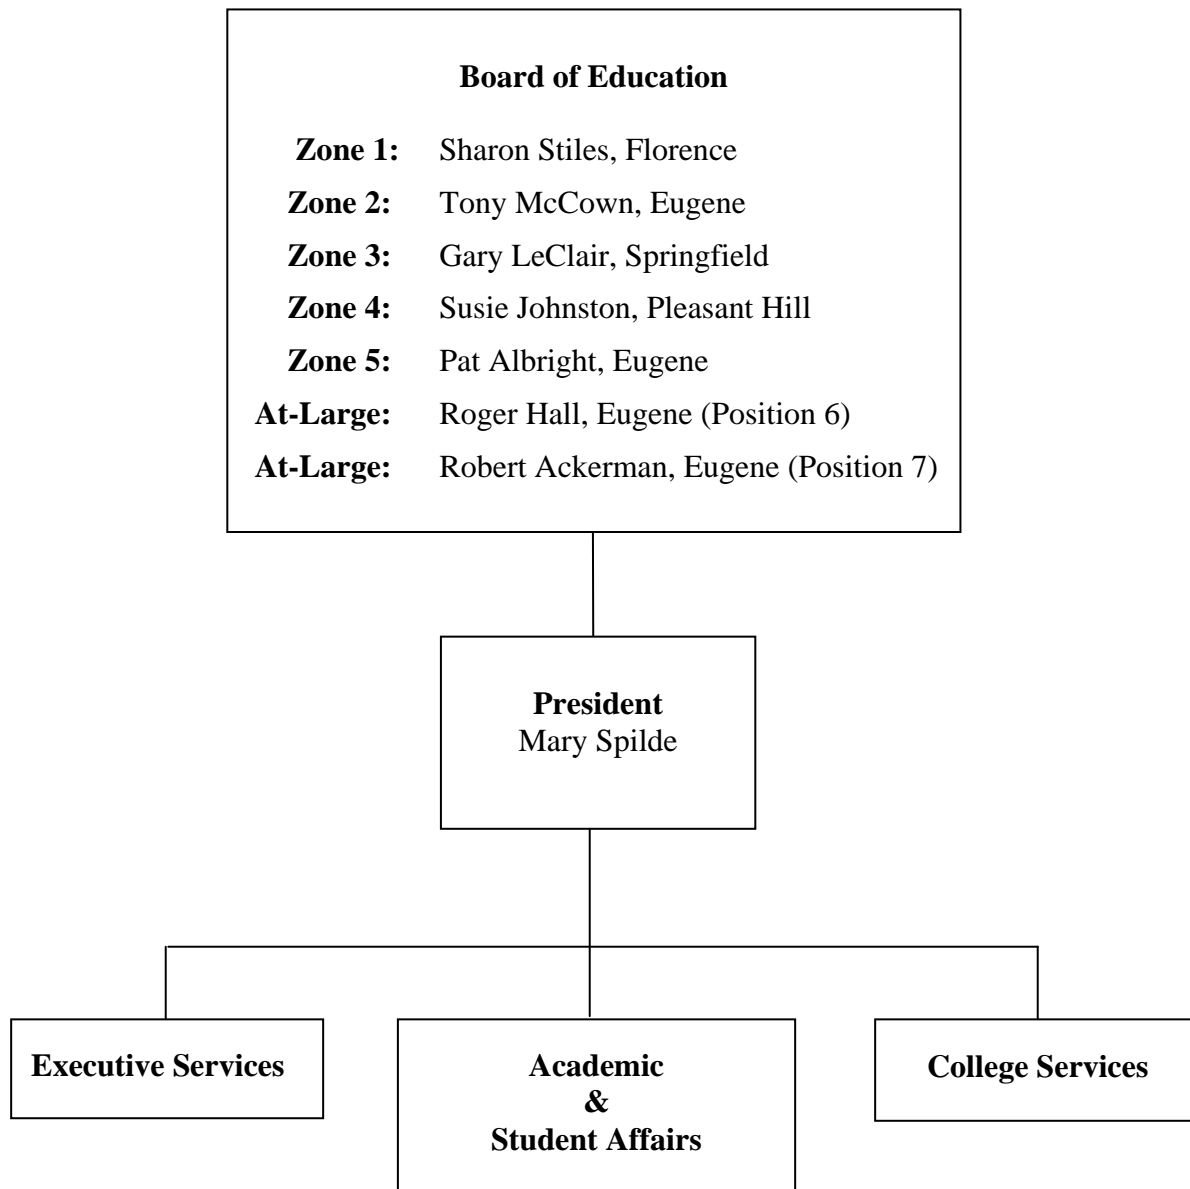 Board of Education
Zone 1: Sharon Stiles, Florence
Zone 2: Tony McCown, Eugene
Zone 3: Gary LeClair, Springfield
Zone 4: Susie Johnston, Pleasant Hill
Zone 5: Pat Albright, Eugene
At-Large: Roger Hall, Eugene (Position 6)
At-Large: Robert Ackerman, Eugene (Position 7)
President
Mary Spilde
Executive Services
Academic
&
Student Affairs
College Services